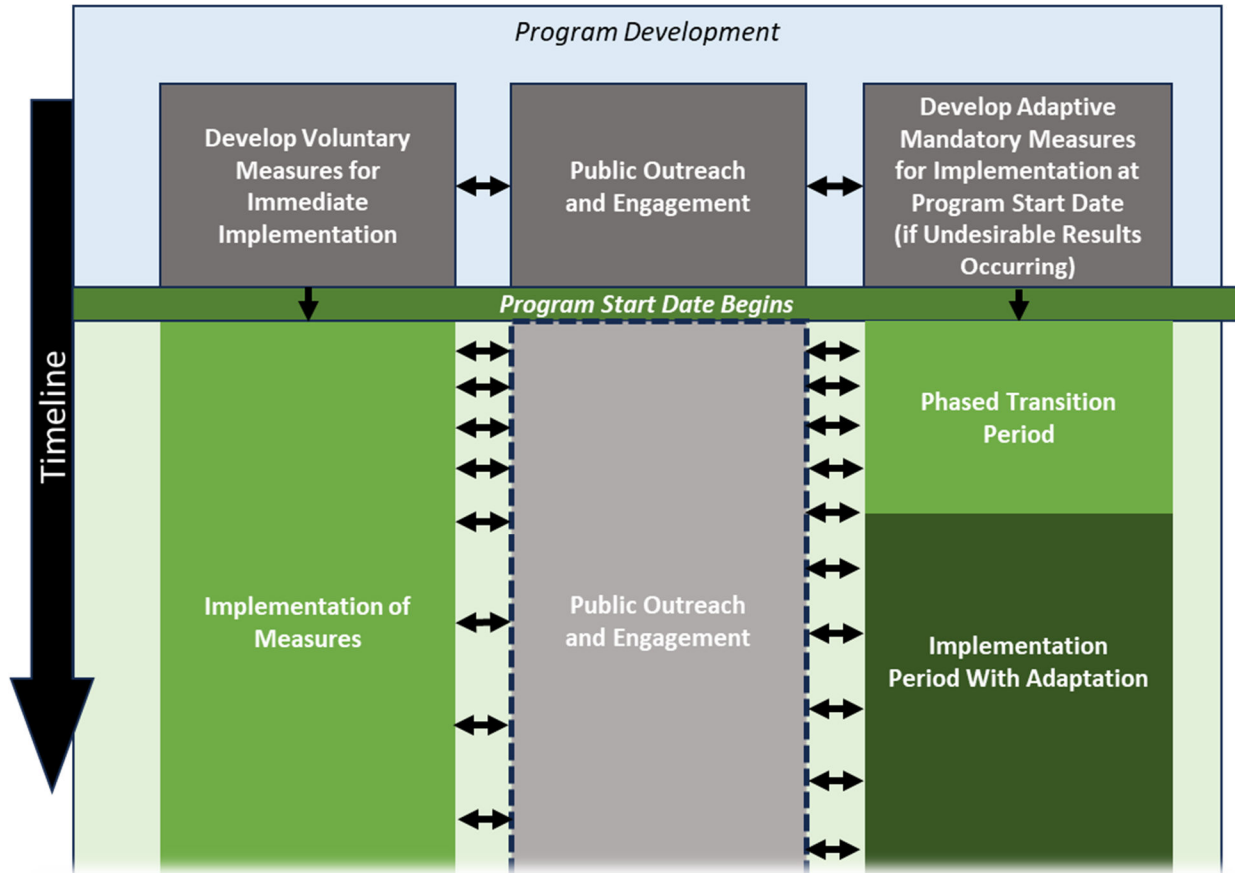 Program Development
Timeline
Develop Voluntary
Measures for
Immediate
Implementation
Public Outreach
and Engagement
Develop Adaptive
Mandatory Measures
for Implementation at
Program Start Date
(if Undesirable Results
Occurring)
Program Start Date Begins
Implementation of
Measures
Public Outreach
and Engagement
Phased Transition
Period
Implementation
Period With Adaptation